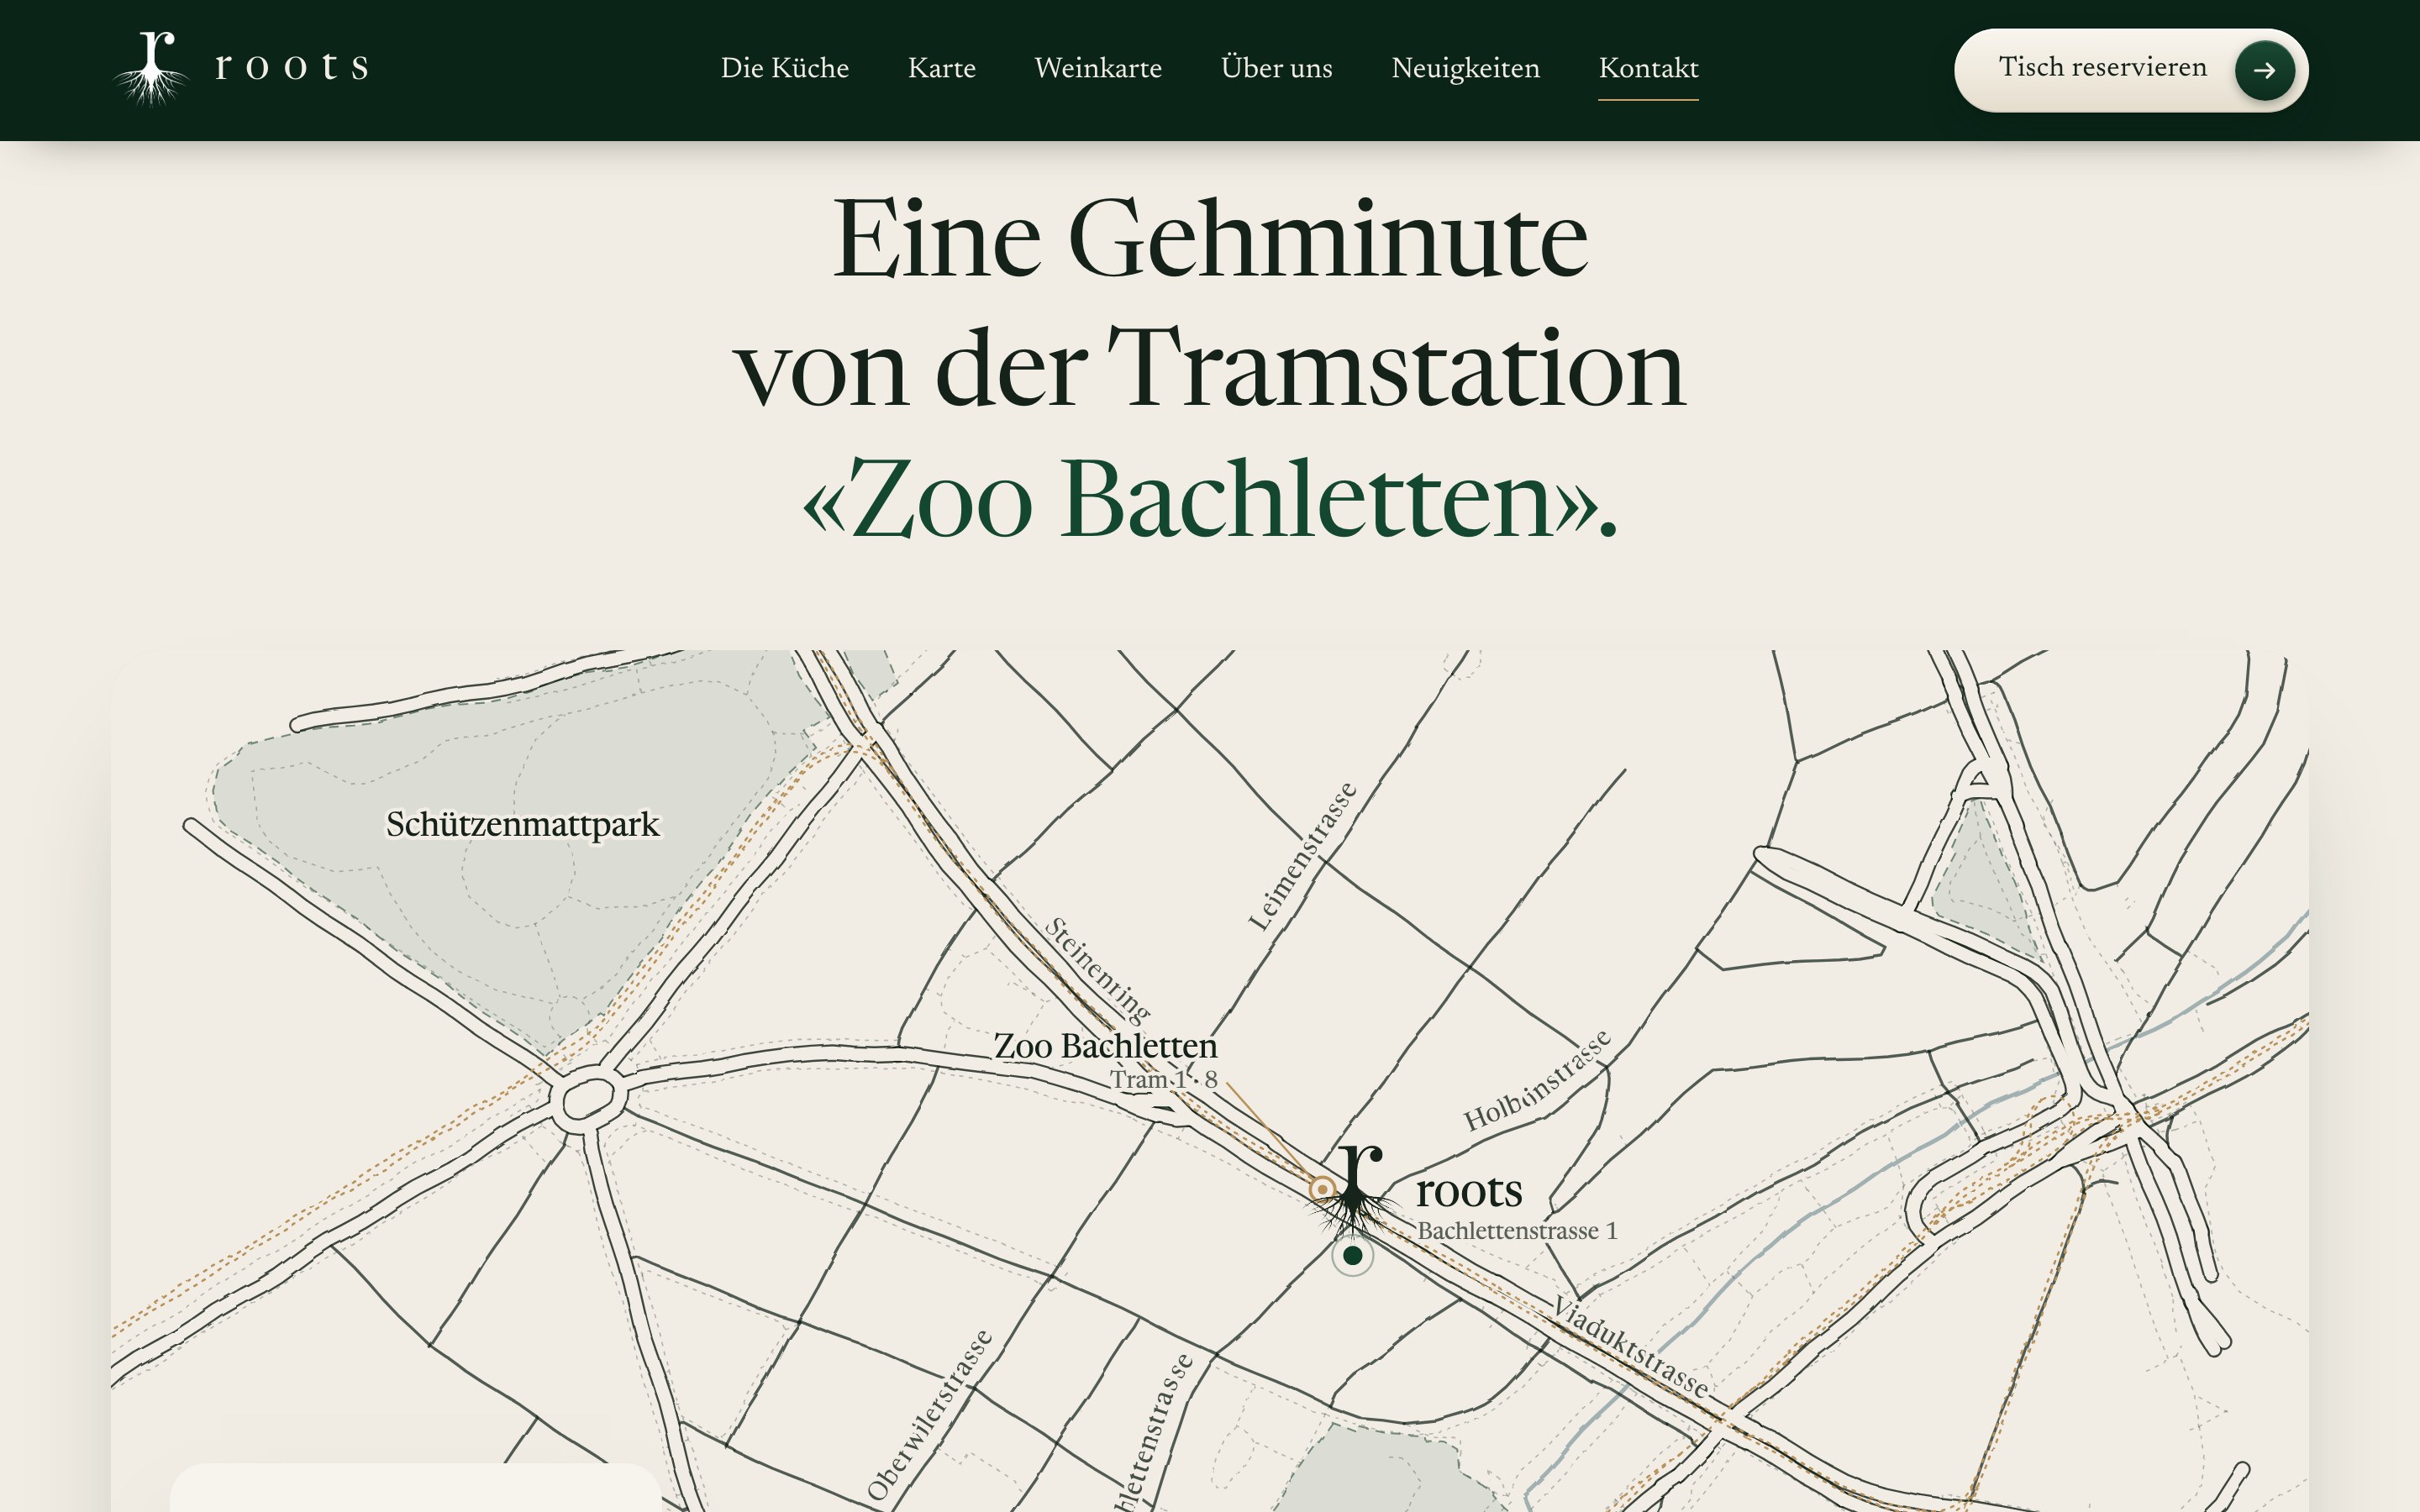 r roots
Die Küche
Karte
Weinkarte
Über uns
Neuigkeiten
Kontakt
Tisch reservieren
Eine Gehminute
von der Tramstation
«Zoo Bachletten».
Schützenmattpark
Leimenstrasse
Steinenring
Zoo Bachletten
Tram 1 · 8
Holbeinstrasse
r
roots
Bachlettenstrasse 1
Viaduktstrasse
Oberwilerstrasse
hlettenstrasse